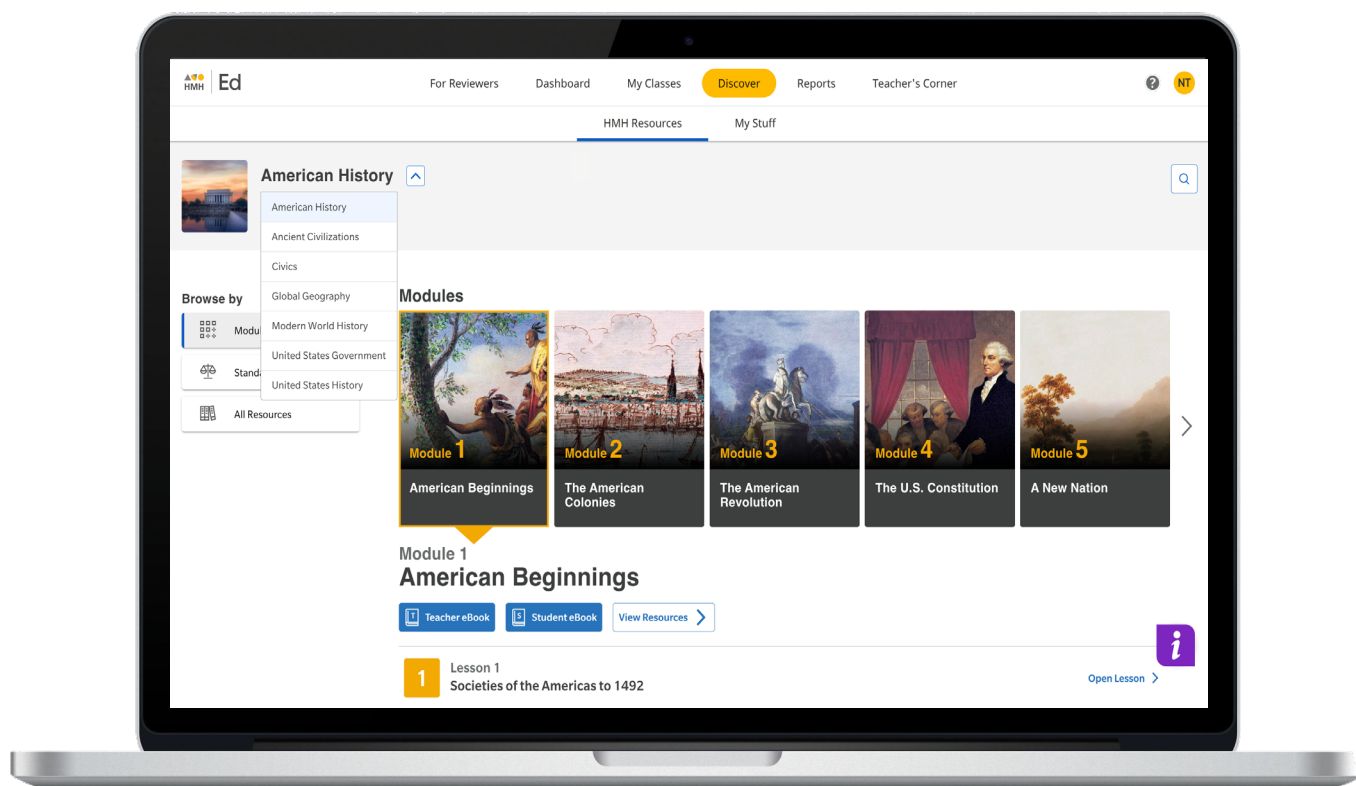 HMH Ed
For Reviewers Dashboard My Classes Discover Reports Teacher's Corner
? NT
HMH Resources My Stuff
American History
American History
Ancient Civilizations
Civics
Global Geography
Modern World History
United States Government
United States History
Browse by
Modul
Standa
All Resources
Modules
Module 1
American Beginnings
Module 2
The American
Colonies
Module 3
The American
Revolution
Module 4
The U.S. Constitution
Module 5
A New Nation
Module 1
American Beginnings
T Teacher eBook
S Student eBook
View Resources
i
1
Lesson 1
Societies of the Americas to 1492
Open Lesson